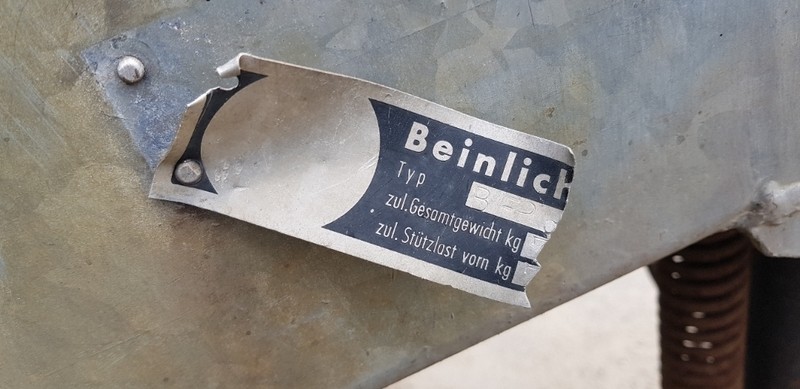 Beinlich
Typ
zul. Gesamtgewicht kg
zul. Stützlast vorn kg